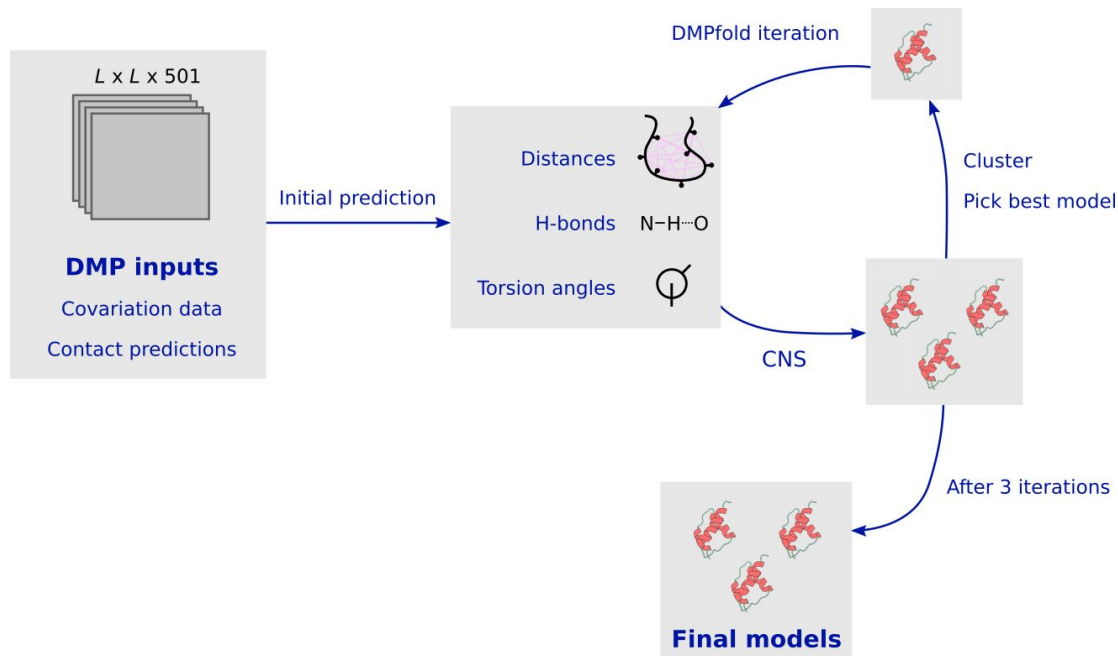 L x L x 501
DMP inputs
Covariation data
Contact predictions
Initial prediction
Distances
H-bonds
N–H····O
Torsion angles
DMPfold iteration
Cluster
Pick best model
CNS
After 3 iterations
Final models